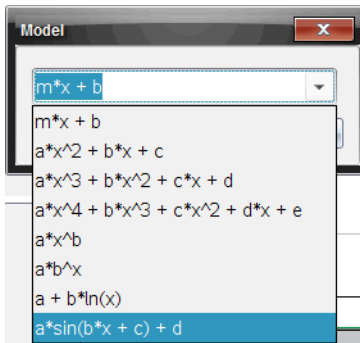 Model
x
m*x + b
m*x + b
a*x^2 + b*x + c
a*x^3 + b*x^2 + c*x + d
a*x^4 + b*x^3 + c*x^2 + d*x + e
a*x^b
a*b^x
a + b*ln(x)
a*sin(b*x + c) + d